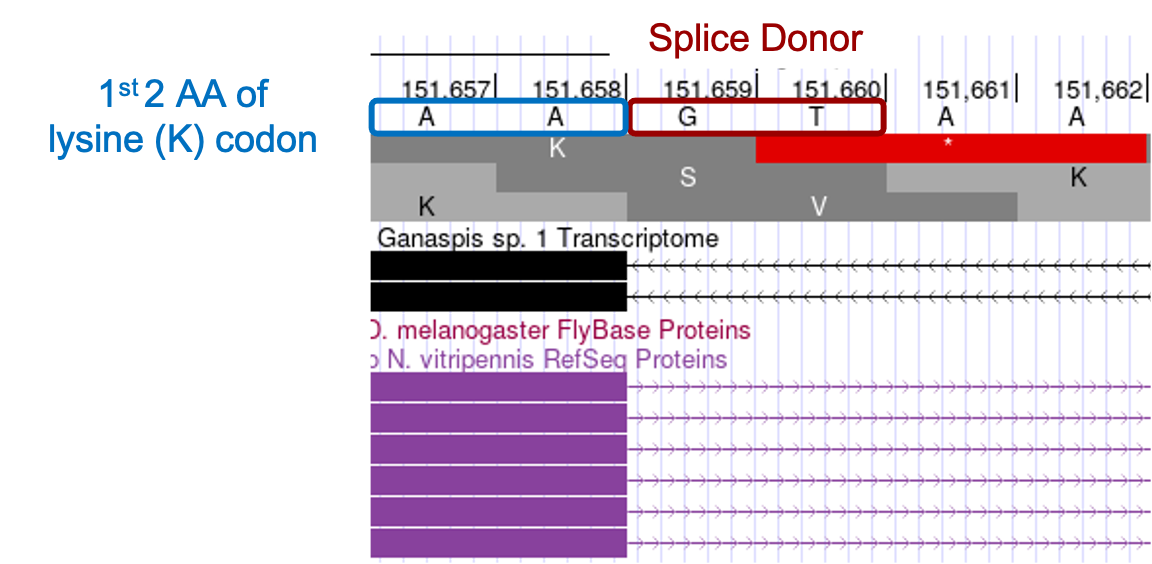 Splice Donor
1st 2 AA of
lysine (K) codon
151,657| 151,658| 151,659| 151,660| 151,661| 151,662|
A A G T A A
K *
S K
K V
Ganaspis sp. 1 Transcriptome
D. melanogaster FlyBase Proteins
N. vitripennis RefSeq Proteins